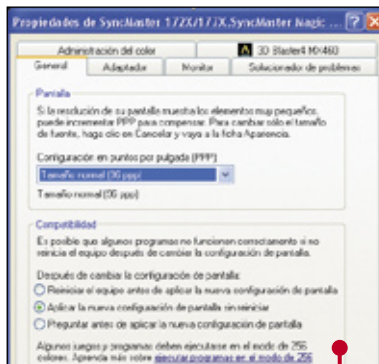 Propiedades de SyncMaster 172X/177X,SyncMaster Magic ...
Administración del color
3D Blaster4 MX460
General
Adaptador
Monitor
Solucionador de problemas
Pantalla
Si la resolución de su pantalla muestra los elementos muy pequeños,
puede incrementar PPP para compensar. Para cambiar sólo el tamaño
de fuente, haga clic en Cancelar y vaya a la ficha Apariencia.
Configuración en puntos por pulgada (PPP)
Tamaño normal (96 ppp)
Tamaño normal (96 ppp)
Compatibilidad
Es posible que algunos programas no funcionen correctamente si no
reinicia el equipo después de cambiar la configuración de pantalla.
Después de cambiar la configuración de pantalla:
Reiniciar el equipo antes de aplicar la nueva configuración de pantalla
Aplicar la nueva configuración de pantalla sin reiniciar
Preguntar antes de aplicar la nueva configuración de pantalla
Algunos juegos y programas deben ejecutarse en el modo de 256
colores. Aprenda más sobre ejecutar programas en el modo de 256